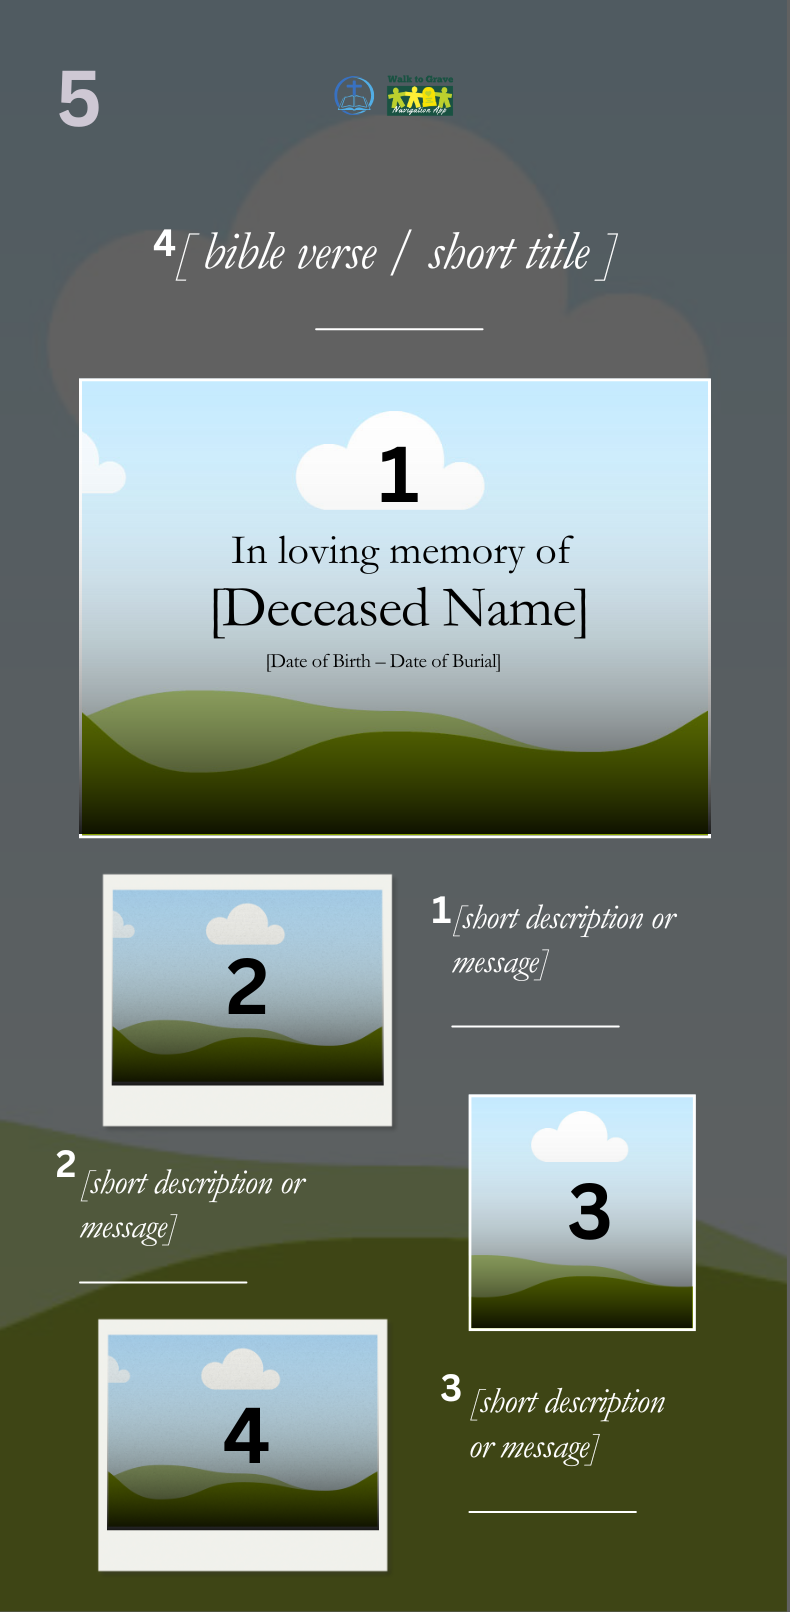 5
Walk to Grave
Navigation App
4 [ bible verse / short title ]
1
In loving memory of
[Deceased Name]
[Date of Birth – Date of Burial]
2
1 [short description or
message]
3
2 [short description or
message]
4
3 [short description
or message]